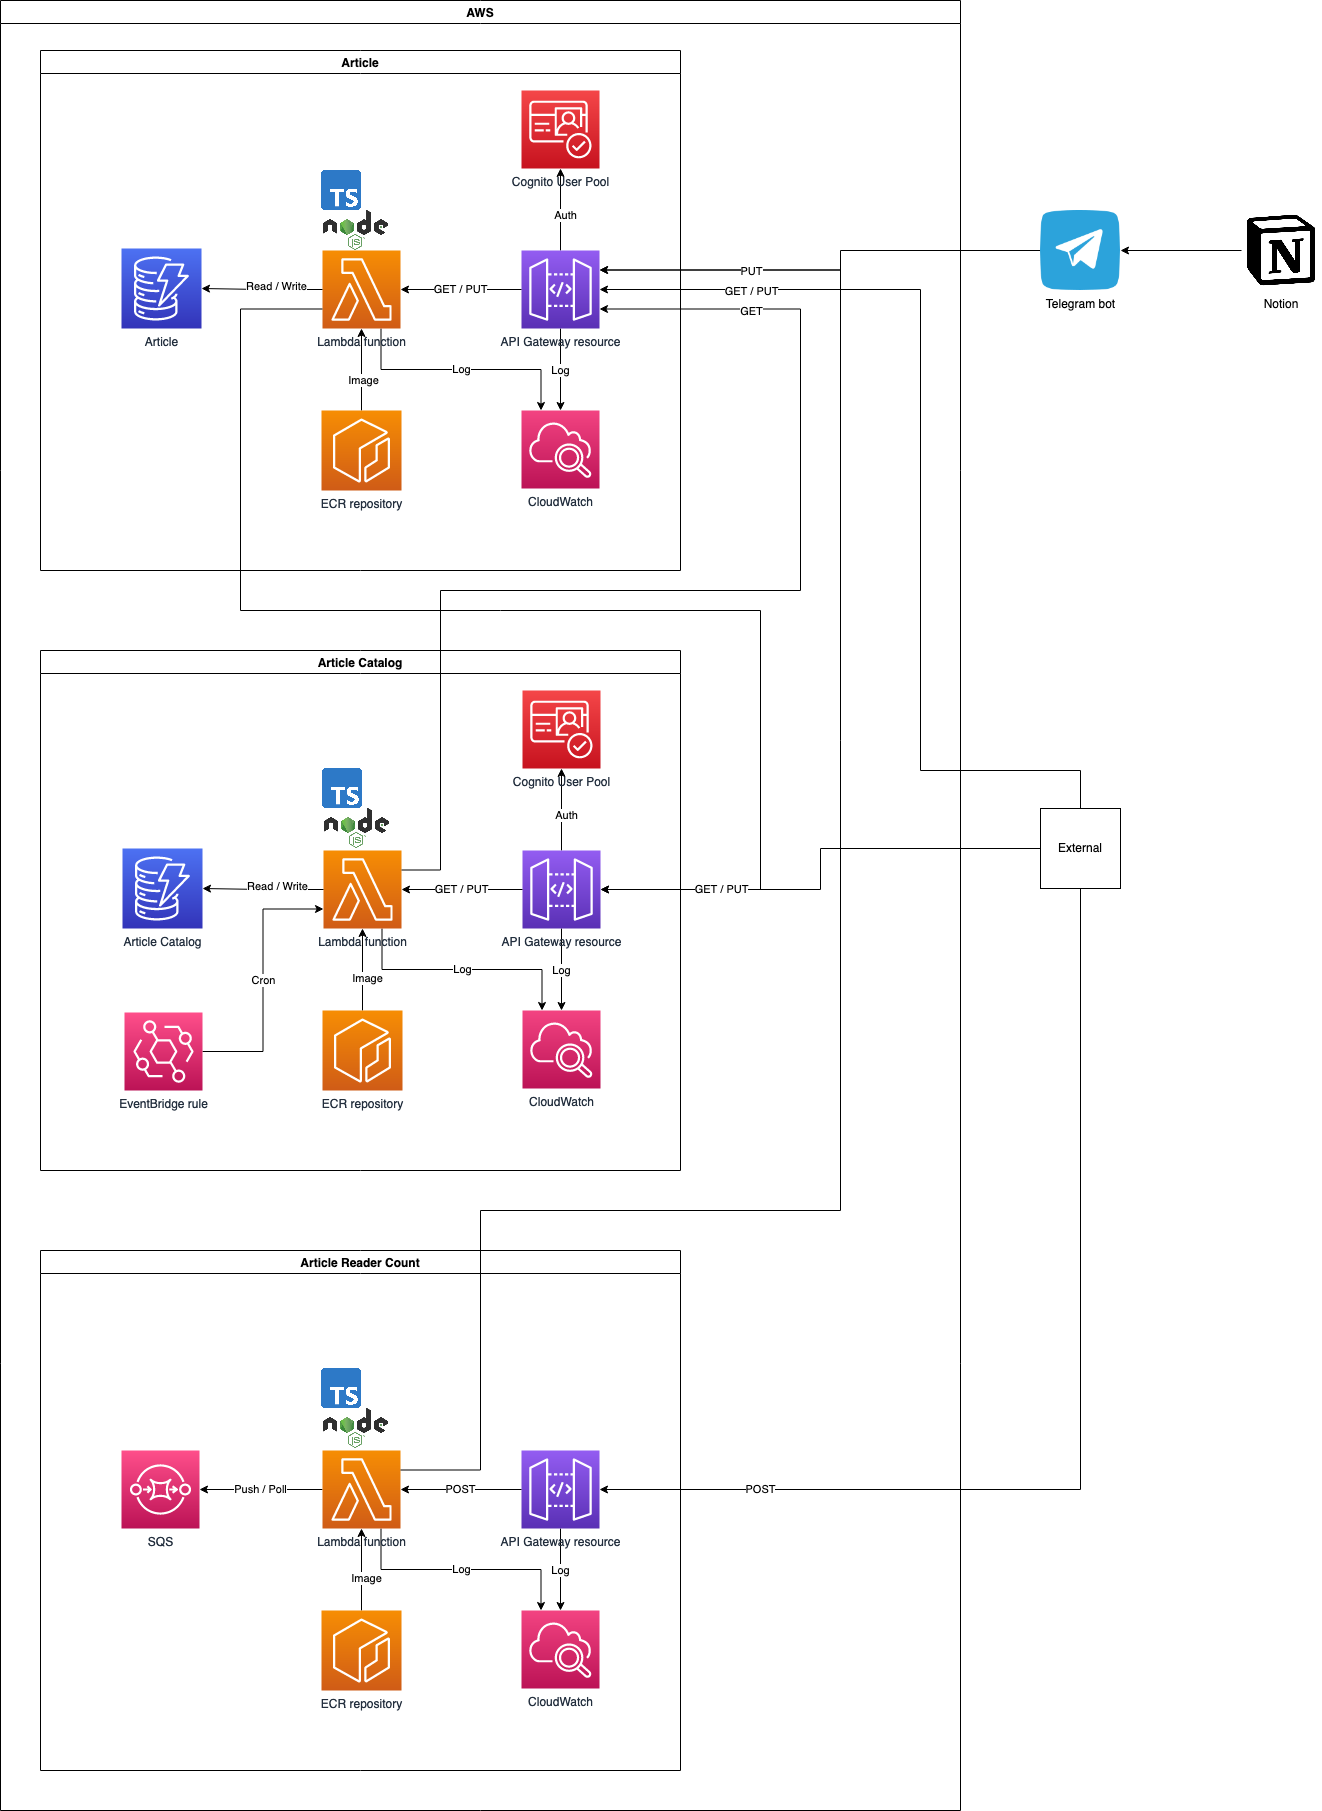 AWS
Article
Cognito User Pool
TS
Auth
node
JS
PUT
Read / Write
GET / PUT
GET / PUT
GET
N
Telegram bot
Notion
Article
Lambda function
API Gateway resource
Image
Log
Log
ECR repository
CloudWatch
Article Catalog
Cognito User Pool
TS
Auth
node
JS
External
Read / Write
GET / PUT
GET / PUT
Article Catalog
Lambda function
API Gateway resource
Cron
Image
Log
Log
EventBridge rule
ECR repository
CloudWatch
Article Reader Count
TS
node
JS
Push / Poll
POST
POST
SQS
Lambda function
API Gateway resource
Image
Log
Log
ECR repository
CloudWatch